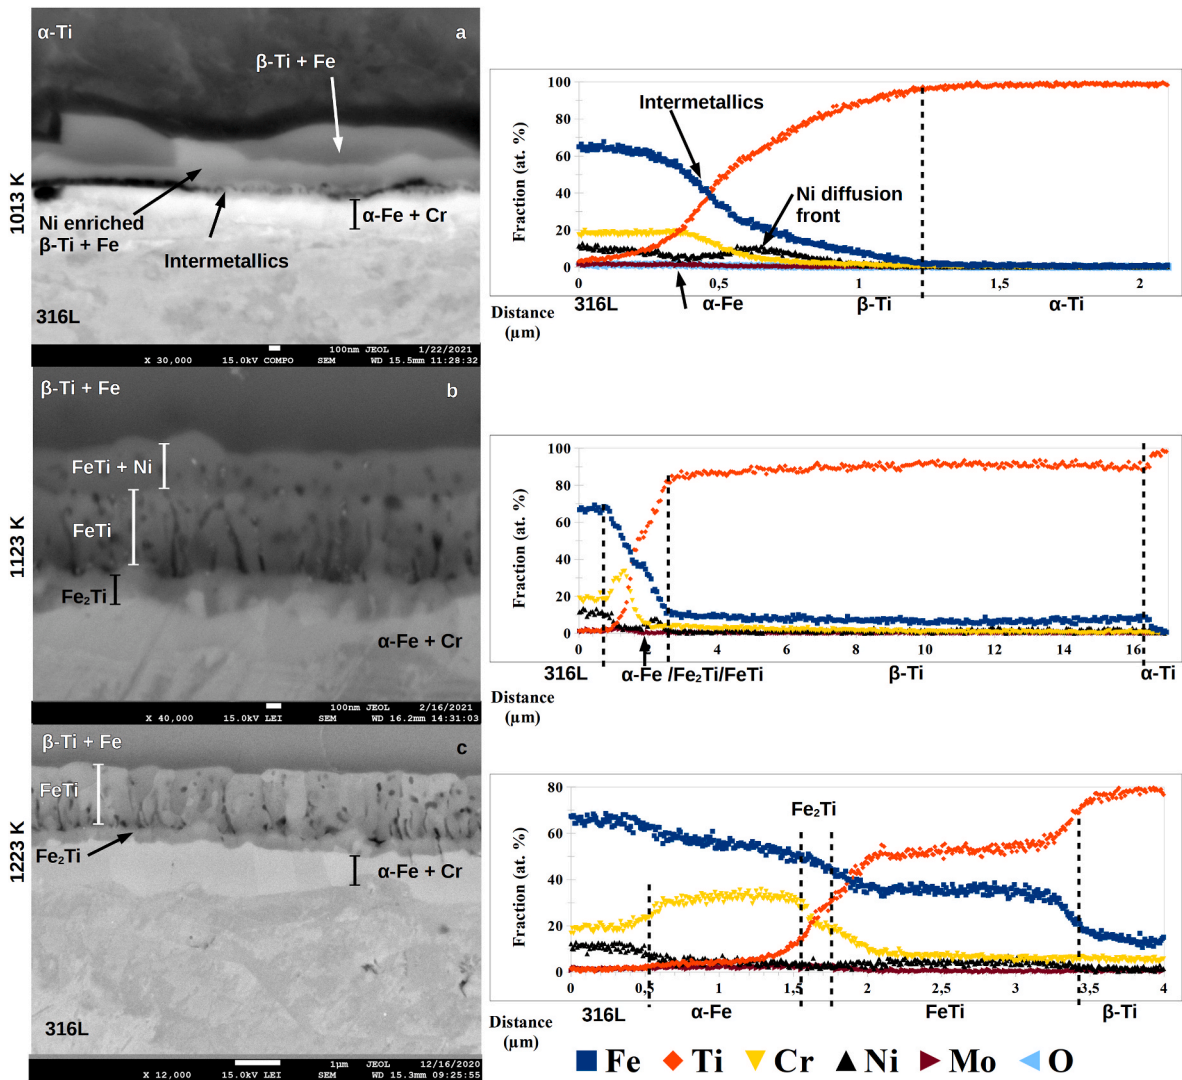 1013 K
α-Ti
a
β-Ti + Fe
Ni enriched
β-Ti + Fe
Intermetallics
α-Fe + Cr
316L
100nm JEOL 1/22/2021
X 30,000 15.0kV COMPO SEM WD 15.5mm 11:28:32
Fraction (at. %)
100
80
60
40
20
0
Intermetallics
Ni diffusion
front
0 0,5 1 1,5 2
Distance
(µm)
316L α-Fe β-Ti α-Ti
1123 K
β-Ti + Fe
b
FeTi + Ni
FeTi
Fe₂Ti
α-Fe + Cr
100nm JEOL 2/16/2021
X 40,000 15.0kV LEI SEM WD 16.2mm 14:31:03
Fraction (at. %)
100
80
60
40
20
0
0 2 4 6 8 10 12 14 16
Distance
(µm)
316L α-Fe /Fe₂Ti/FeTi β-Ti α-Ti
1223 K
β-Ti + Fe
c
FeTi
Fe₂Ti
α-Fe + Cr
316L
1µm JEOL 12/16/2020
X 12,000 15.0kV LEI SEM WD 15.3mm 09:25:55
Fraction (at. %)
80
60
40
20
0
Fe₂Ti
0 0,5 1 1,5 2 2,5 3 3,5 4
Distance
(µm)
316L α-Fe FeTi β-Ti
Fe Ti Cr Ni Mo O